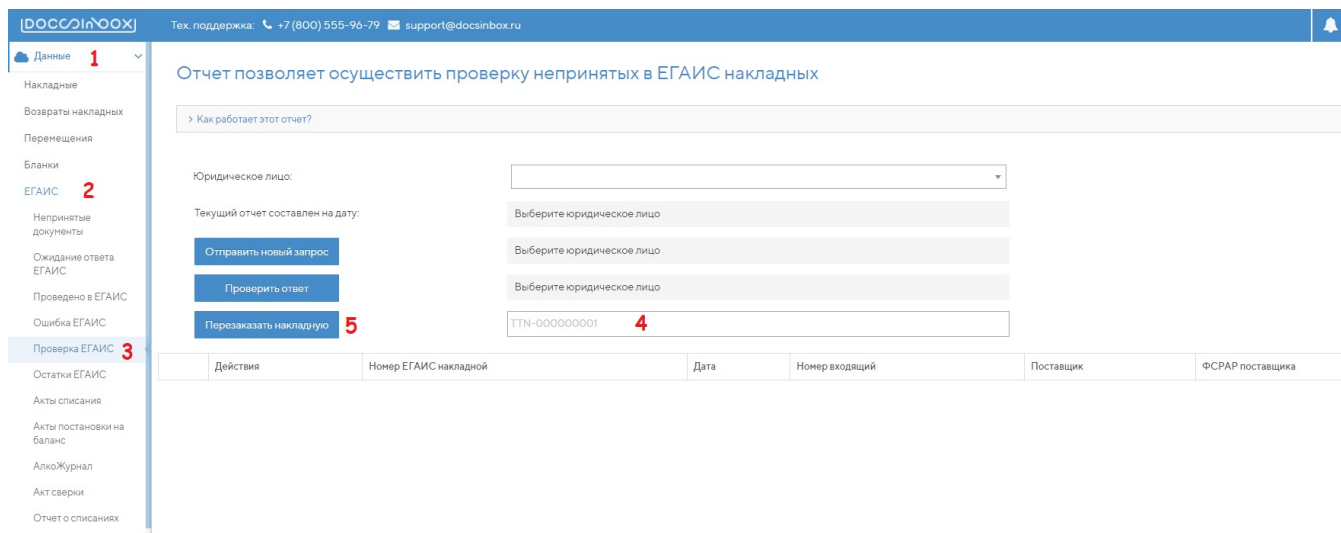 DOCSINBOX
Тех. поддержка: +7 (800) 555-96-79 support@docsinbox.ru
Данные 1
Накладные
Возвраты накладных
Перемещения
Бланки
ЕГАИС 2
Непринятые
документы
Ожидание ответа
ЕГАИС
Проведено в ЕГАИС
Ошибка ЕГАИС
Проверка ЕГАИС 3
Остатки ЕГАИС
Акты списания
Акты постановки на
баланс
АлкоЖурнал
Акт сверки
Отчет о списаниях
Отчет позволяет осуществить проверку непринятых в ЕГАИС накладных
> Как работает этот отчет?
Юридическое лицо:
Текущий отчет составлен на дату: Выберите юридическое лицо
Отправить новый запрос Выберите юридическое лицо
Проверить ответ Выберите юридическое лицо
Перезаказать накладную 5 TTN-000000001 4
Действия Номер ЕГАИС накладной Дата Номер входящий Поставщик ФСРАР поставщика